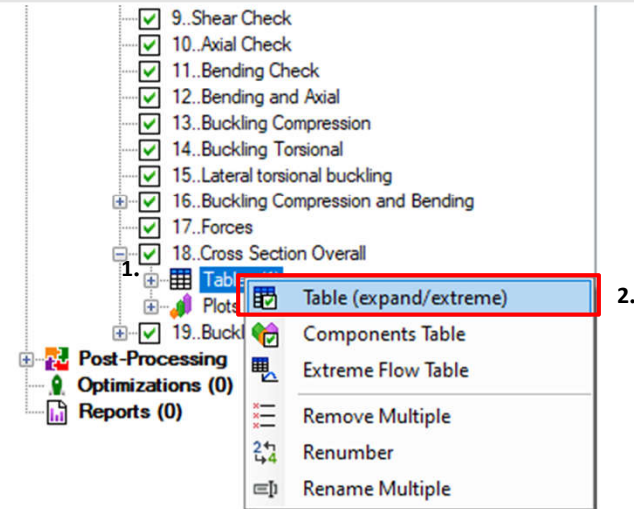 9..Shear Check
10..Axial Check
11..Bending Check
12..Bending and Axial
13..Buckling Compression
14..Buckling Torsional
15..Lateral torsional buckling
16..Buckling Compression and Bending
17..Forces
18..Cross Section Overall
1.
Table (expand/extreme) 2.
Plots
Components Table
19..Buckl
Extreme Flow Table
Post-Processing
Optimizations (0)
Reports (0)
Remove Multiple
Renumber
Rename Multiple